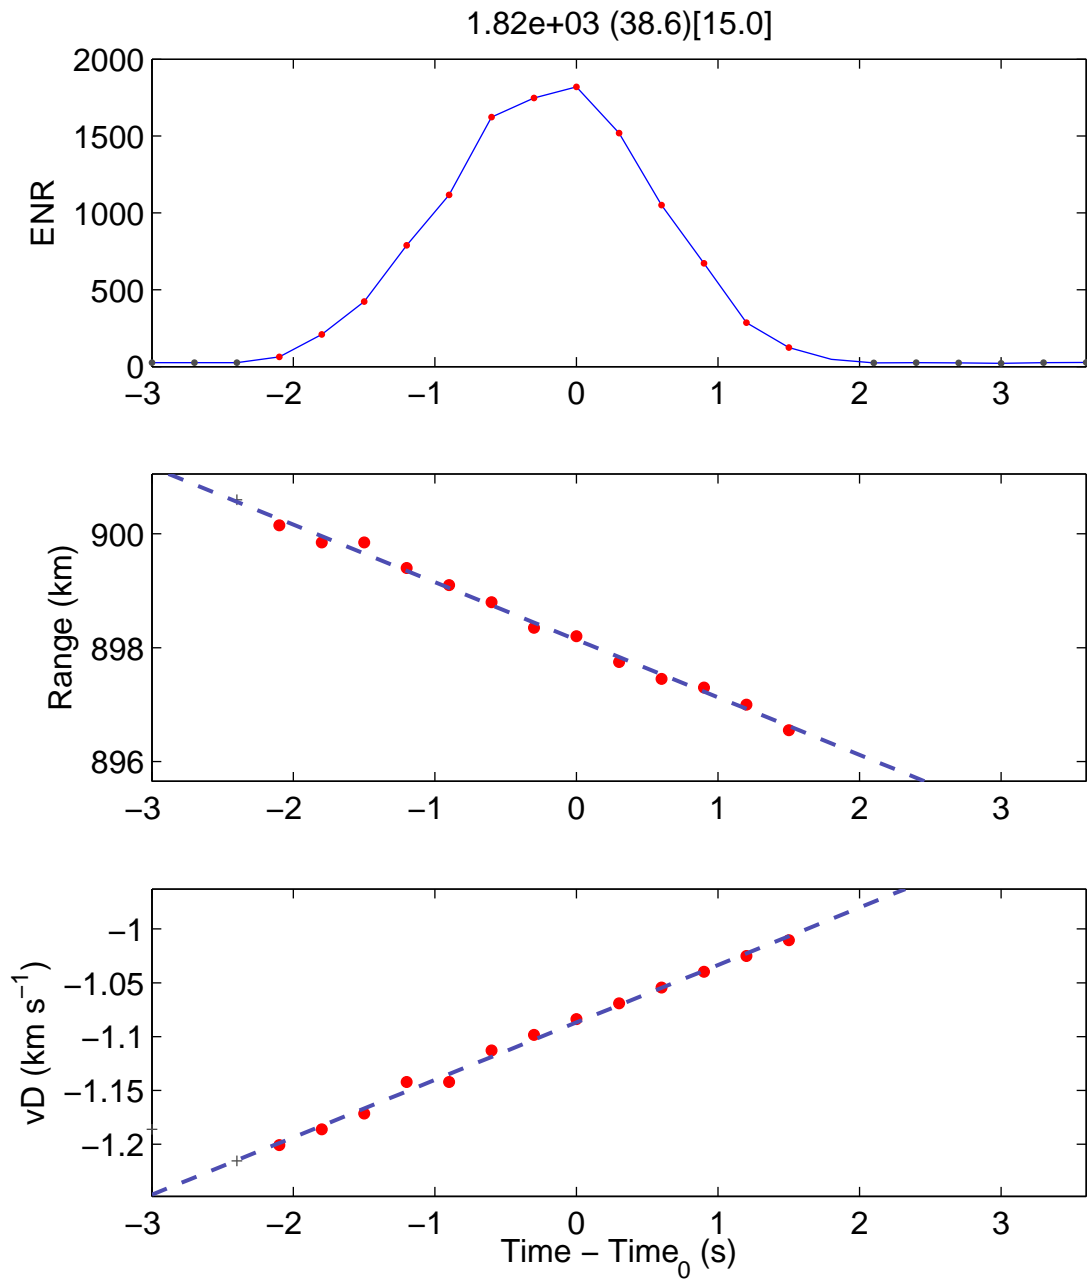 1.82e+03 (38.6)[15.0]
2000
1500
1000
500
0
ENR
−3 −2 −1 0 1 2 3
900
898
896
Range (km)
−3 −2 −1 0 1 2 3
−1
−1.05
−1.1
−1.15
−1.2
vD (km s⁻¹)
−3 −2 −1 0 1 2 3
Time − Time₀ (s)